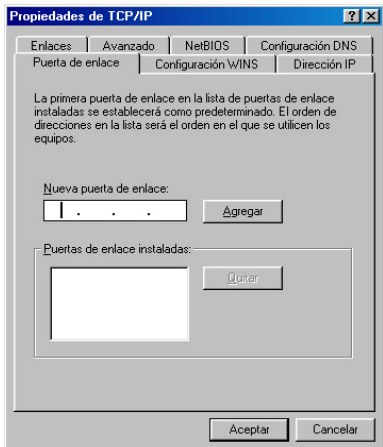 Propiedades de TCP/IP
Enlaces Avanzado NetBIOS Configuración DNS
Puerta de enlace Configuración WINS Dirección IP
La primera puerta de enlace en la lista de puertas de enlace
instaladas se establecerá como predeterminado. El orden de
direcciones en la lista será el orden en el que se utilicen los
equipos.
Nueva puerta de enlace:
. . .
Agregar
Puertas de enlace instaladas:
Quitar
Aceptar Cancelar